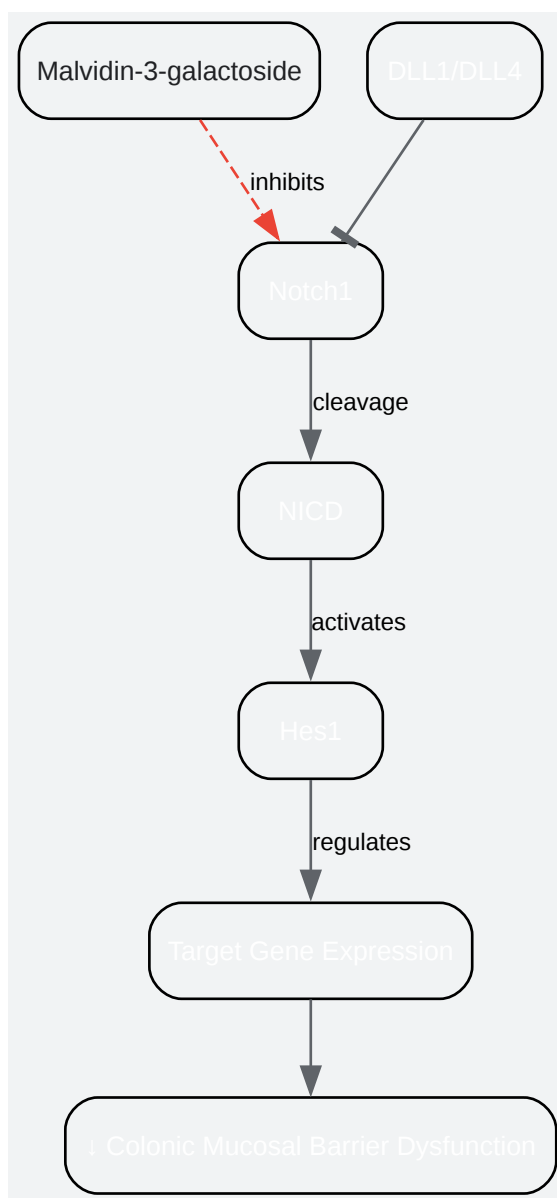 Malvidin-3-galactoside
DLL1/DLL4
inhibits
Notch1
cleavage
NICD
activates
Hes1
regulates
Target Gene Expression
↓ Colonic Mucosal Barrier Dysfunction